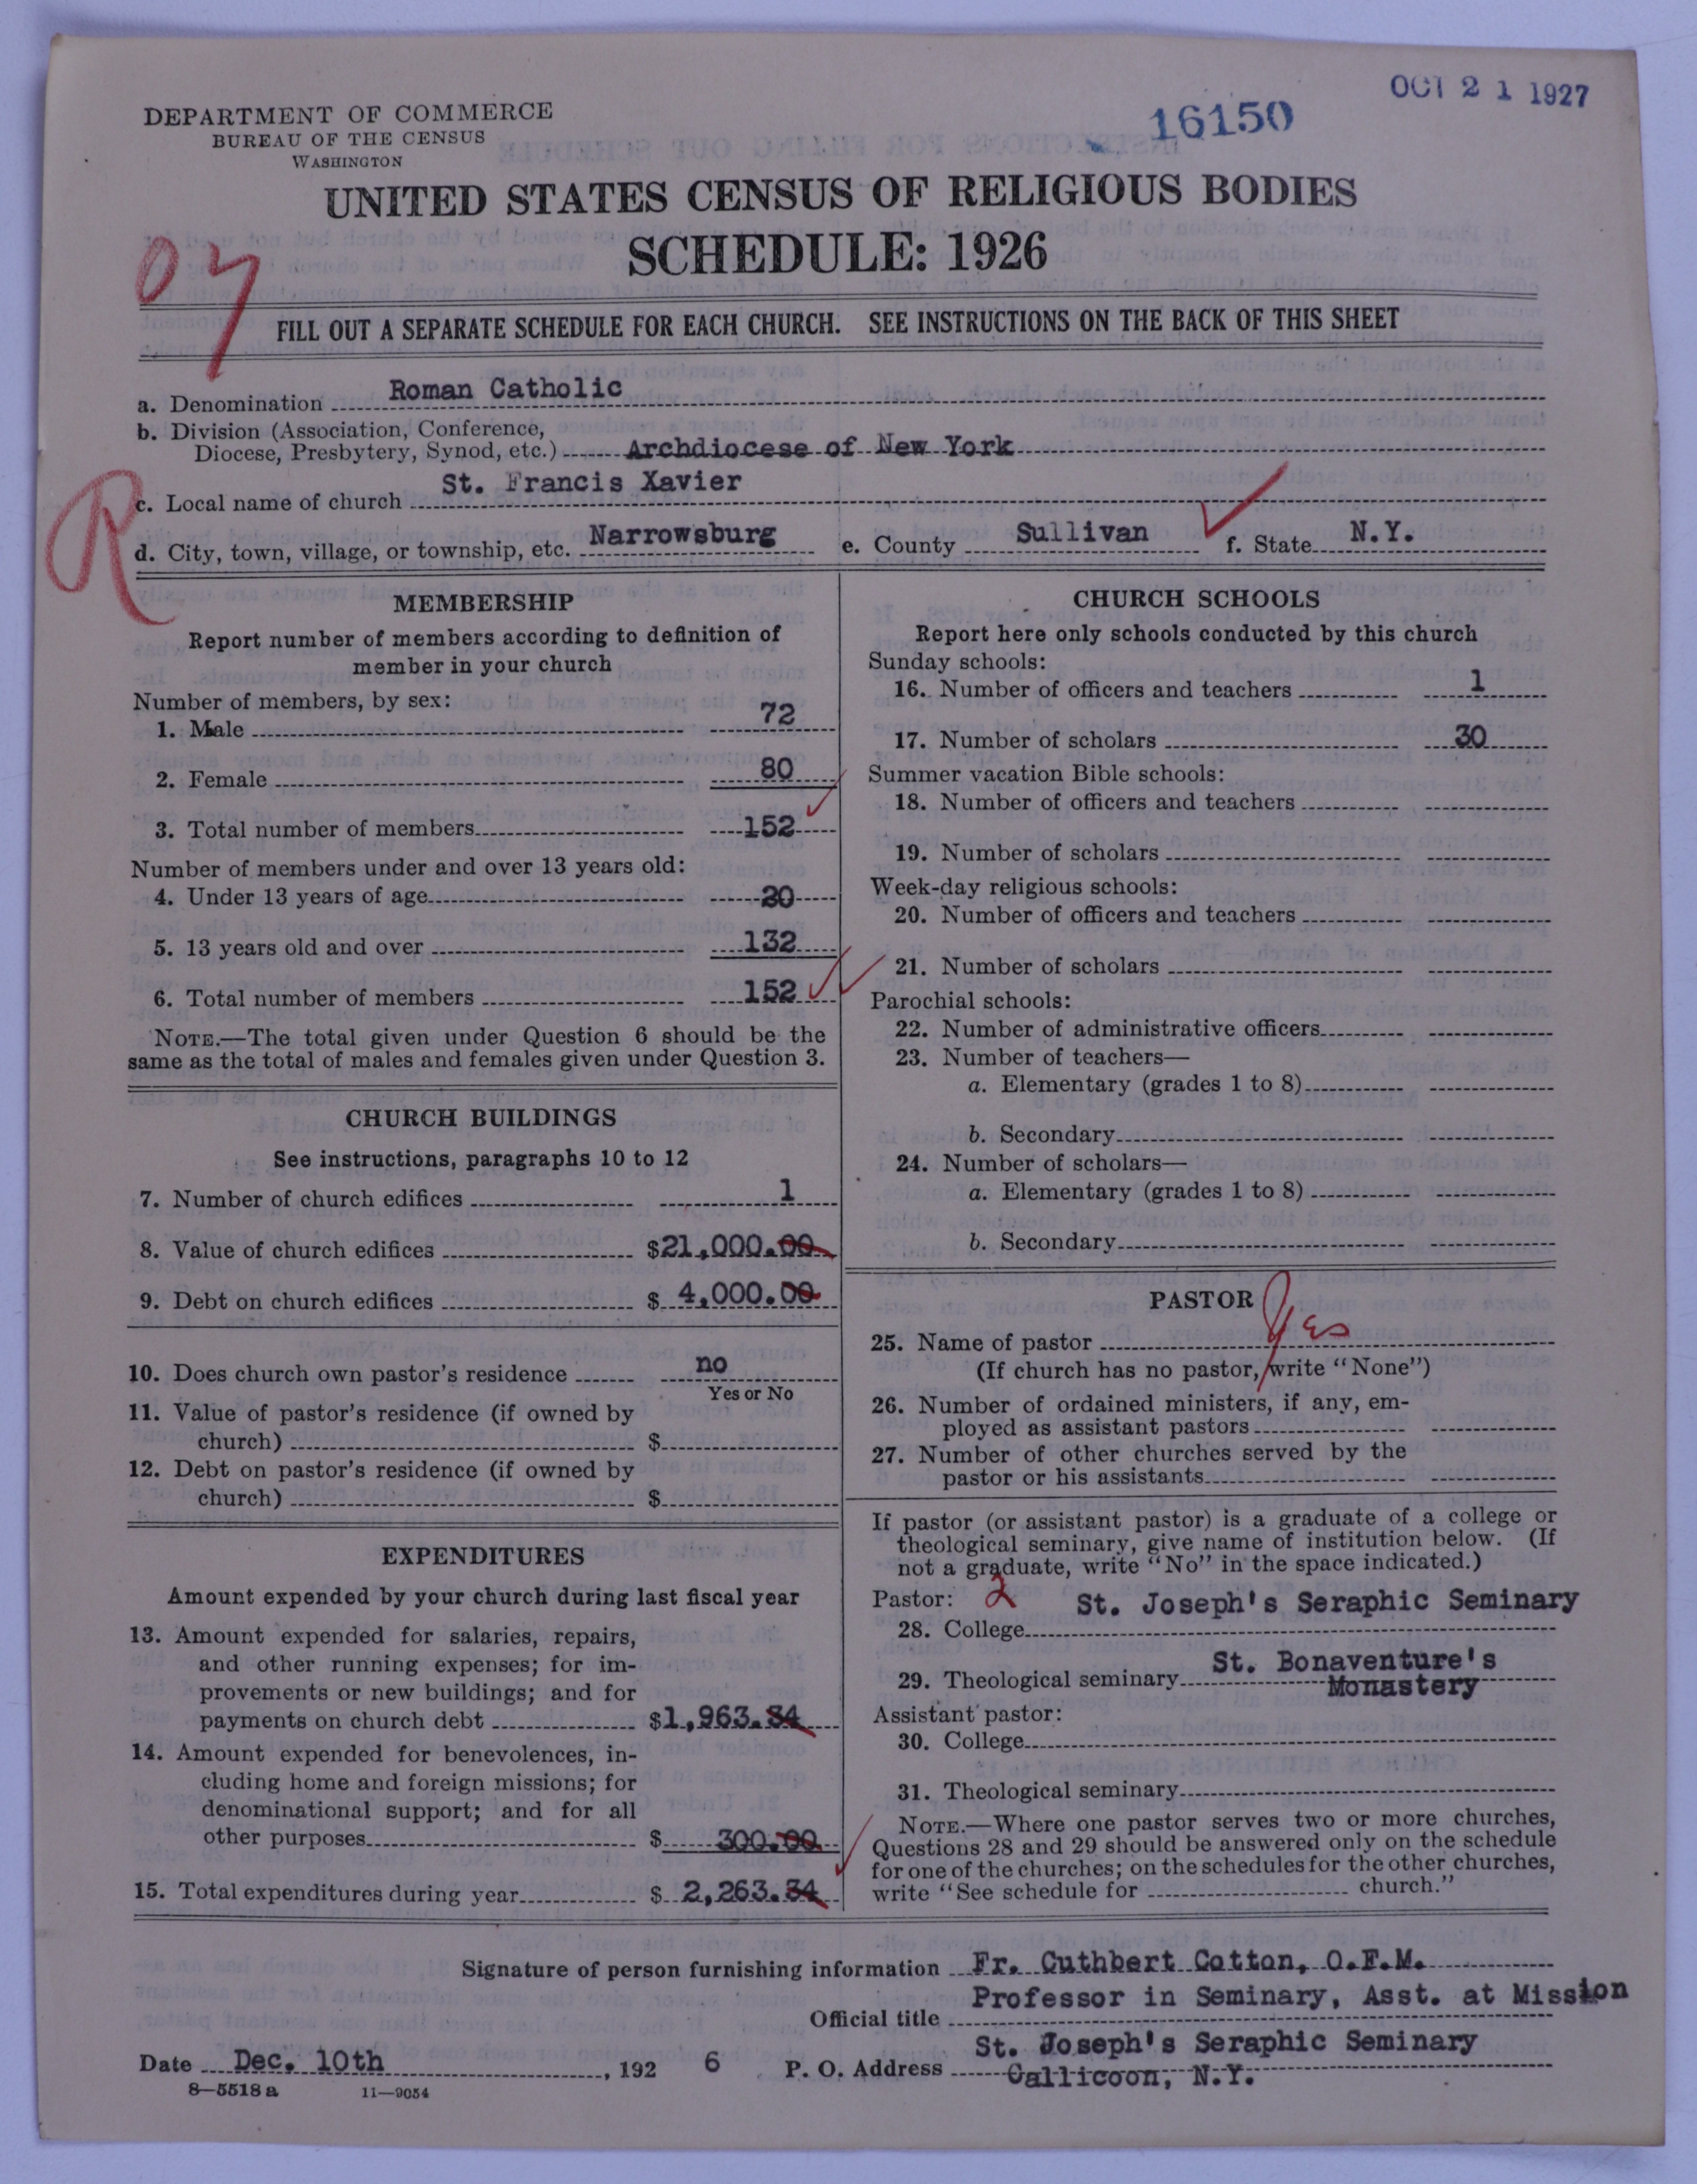 OCT 21 1927
16150
DEPARTMENT OF COMMERCE
BUREAU OF THE CENSUS
WASHINGTON
UNITED STATES CENSUS OF RELIGIOUS BODIES
SCHEDULE: 1926
07
FILL OUT A SEPARATE SCHEDULE FOR EACH CHURCH. SEE INSTRUCTIONS ON THE BACK OF THIS SHEET
a. Denomination Roman Catholic
b. Division (Association, Conference,
Diocese, Presbytery, Synod, etc.) Archdiocese of New York
R
c. Local name of church St. Francis Xavier
d. City, town, village, or township, etc. Narrowsburg e. County Sullivan f. State N.Y.
MEMBERSHIP
Report number of members according to definition of
member in your church
Number of members, by sex:
1. Male 72
2. Female 80
3. Total number of members 152
Number of members under and over 13 years old:
4. Under 13 years of age 20
5. 13 years old and over 132
6. Total number of members 152
NOTE.—The total given under Question 6 should be the
same as the total of males and females given under Question 3.
CHURCH BUILDINGS
See instructions, paragraphs 10 to 12
7. Number of church edifices 1
8. Value of church edifices $21,000.00
9. Debt on church edifices $ 4,000.00
10. Does church own pastor's residence no
Yes or No
11. Value of pastor's residence (if owned by
church) $
12. Debt on pastor's residence (if owned by
church) $
EXPENDITURES
Amount expended by your church during last fiscal year
13. Amount expended for salaries, repairs,
and other running expenses; for im-
provements or new buildings; and for
payments on church debt $1,963.34
14. Amount expended for benevolences, in-
cluding home and foreign missions; for
denominational support; and for all
other purposes $ 300.00
15. Total expenditures during year $ 2,263.34
CHURCH SCHOOLS
Report here only schools conducted by this church
Sunday schools:
16. Number of officers and teachers 1
17. Number of scholars 30
Summer vacation Bible schools:
18. Number of officers and teachers
19. Number of scholars
Week-day religious schools:
20. Number of officers and teachers
21. Number of scholars
Parochial schools:
22. Number of administrative officers
23. Number of teachers—
a. Elementary (grades 1 to 8)
b. Secondary
24. Number of scholars—
a. Elementary (grades 1 to 8)
b. Secondary
PASTOR
25. Name of pastor Yes
(If church has no pastor, write "None")
26. Number of ordained ministers, if any, em-
ployed as assistant pastors
27. Number of other churches served by the
pastor or his assistants
If pastor (or assistant pastor) is a graduate of a college or
theological seminary, give name of institution below. (If
not a graduate, write "No" in the space indicated.)
Pastor: 2 St. Joseph's Seraphic Seminary
28. College
29. Theological seminary St. Bonaventure's
Monastery
Assistant pastor:
30. College
31. Theological seminary
NOTE.—Where one pastor serves two or more churches,
Questions 28 and 29 should be answered only on the schedule
for one of the churches; on the schedules for the other churches,
write "See schedule for church."
Signature of person furnishing information Fr. Cuthbert Cotton, O.F.M.
Official title Professor in Seminary, Asst. at Mission
Date Dec. 10th, 192 6 P. O. Address St. Joseph's Seraphic Seminary
Callicoon, N.Y.
8—5518 a 11—9054